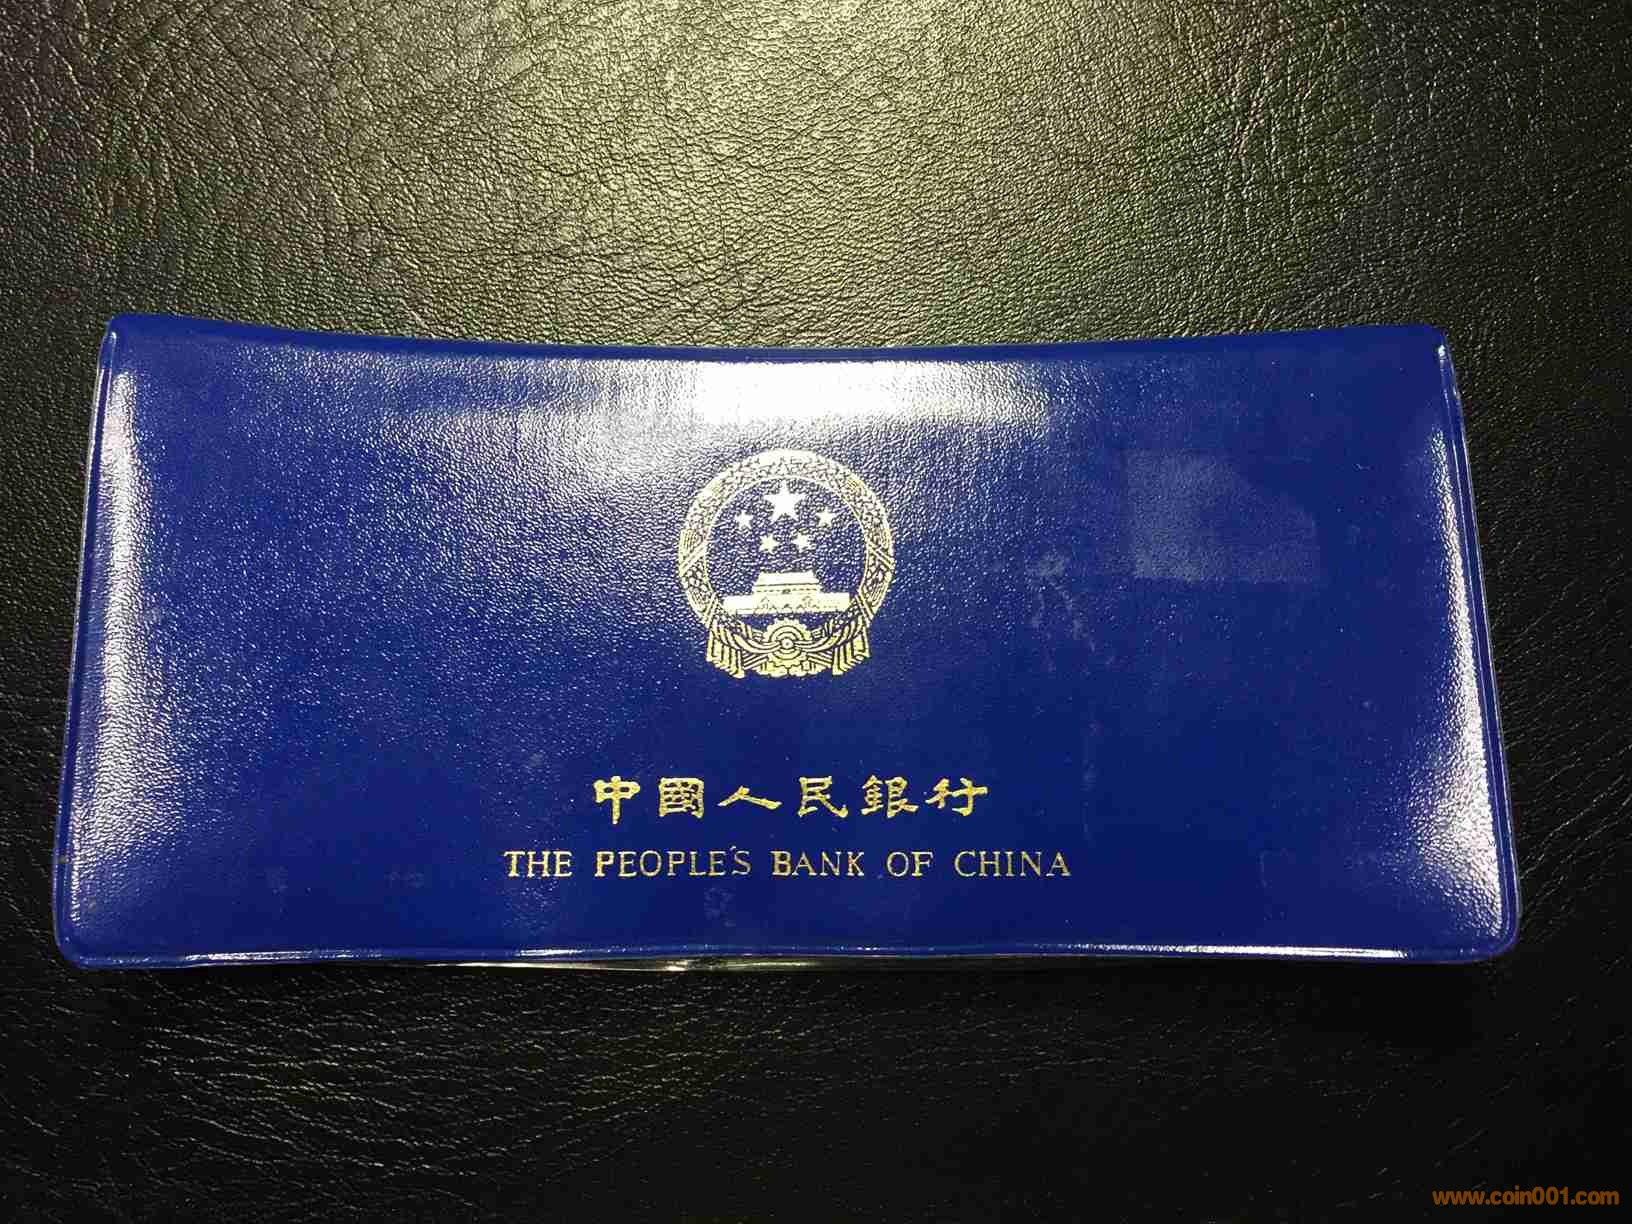 中國人民銀行
THE PEOPLE'S BANK OF CHINA
www.coin001.com